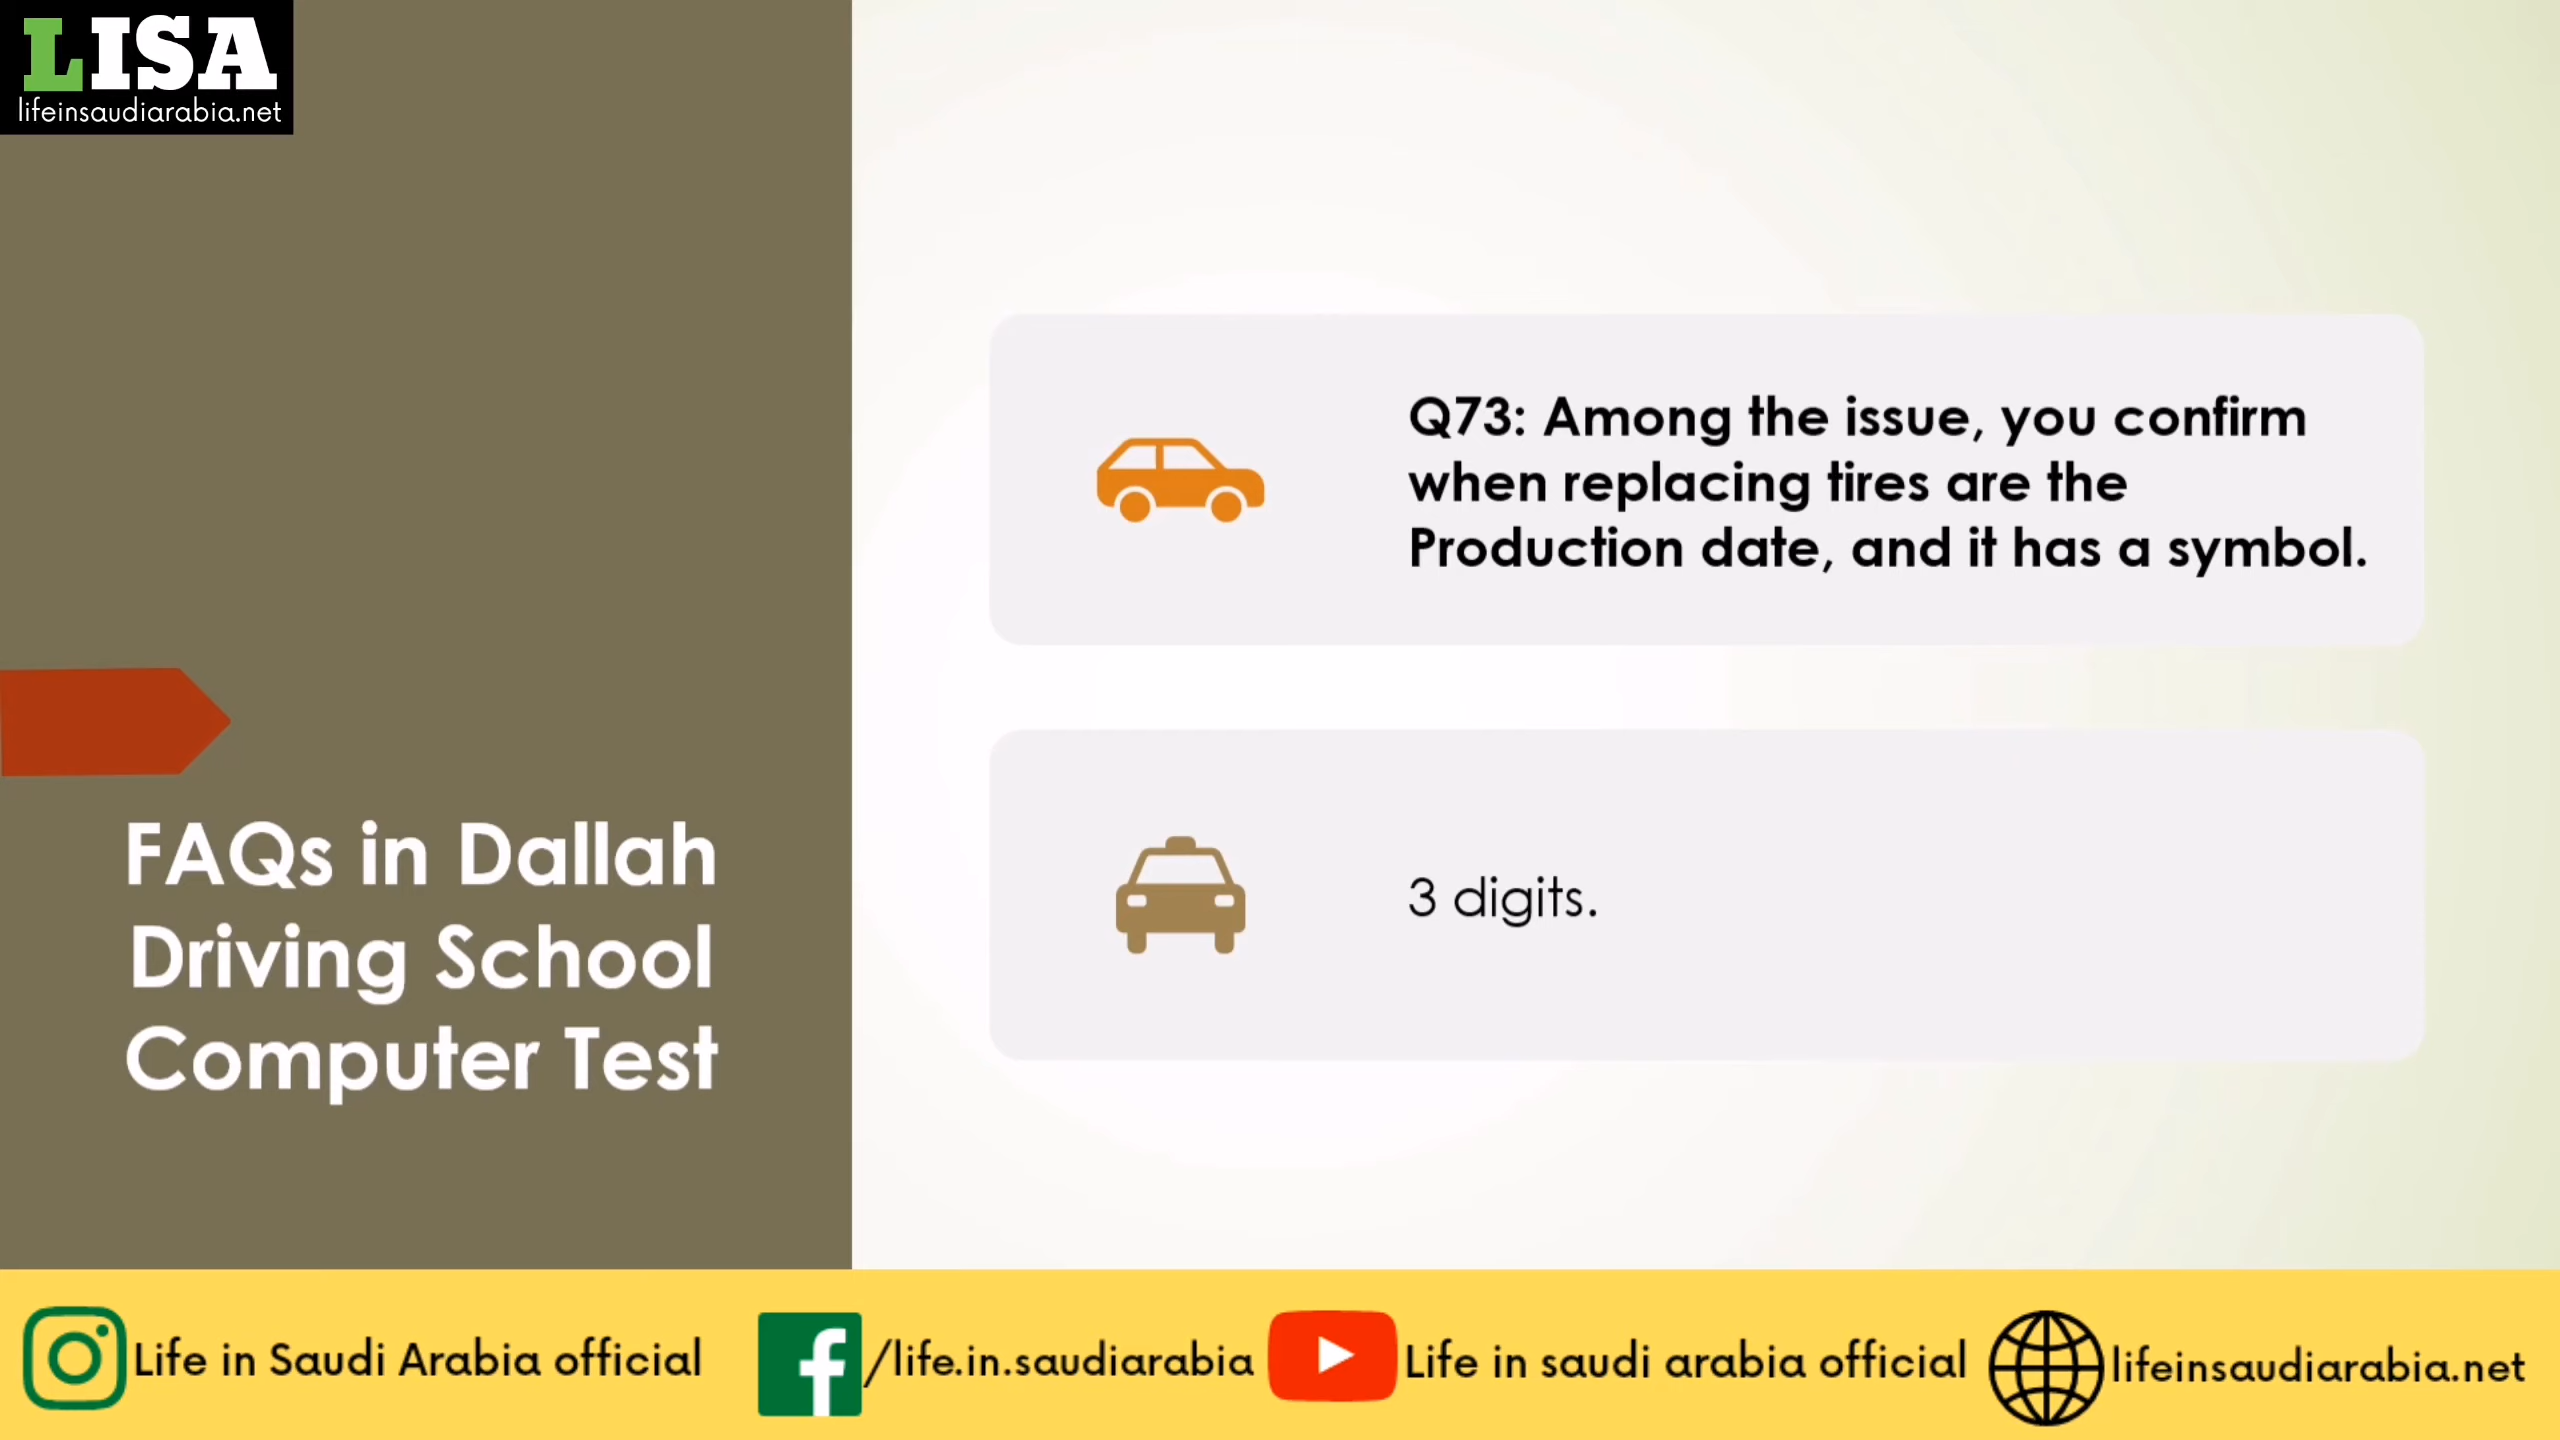 LISA
lifeinsaudiarabia.net
Q73: Among the issue, you confirm
when replacing tires are the
Production date, and it has a symbol.
3 digits.
FAQs in Dallah
Driving School
Computer Test
Life in Saudi Arabia official
/life.in.saudiarabia
Life in saudi arabia official
lifeinsaudiarabia.net